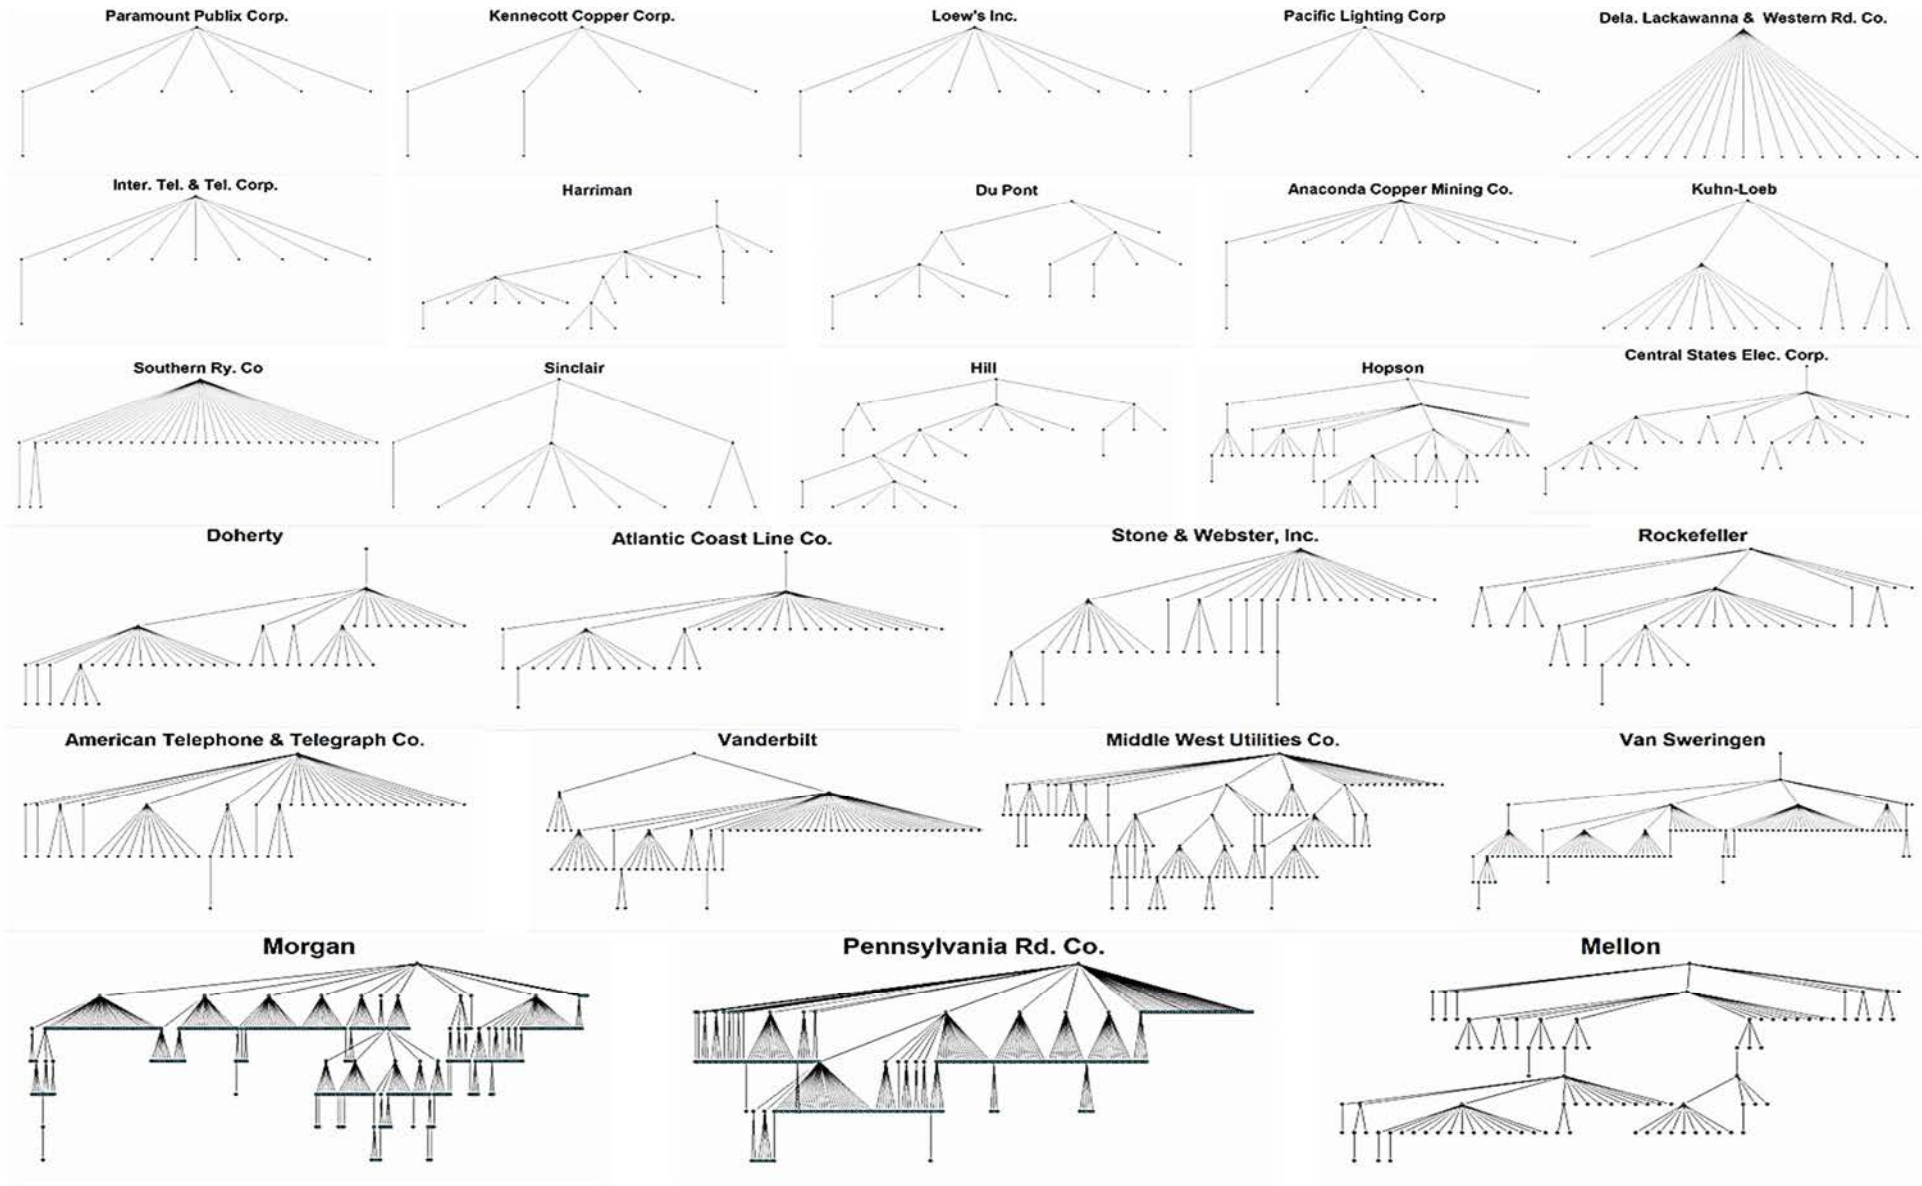 Paramount Publix Corp.
Kennecott Copper Corp.
Loew's Inc.
Pacific Lighting Corp
Dela. Lackawanna & Western Rd. Co.
Inter. Tel. & Tel. Corp.
Harriman
Du Pont
Anaconda Copper Mining Co.
Kuhn-Loeb
Southern Ry. Co
Sinclair
Hill
Hopson
Central States Elec. Corp.
Doherty
Atlantic Coast Line Co.
Stone & Webster, Inc.
Rockefeller
American Telephone & Telegraph Co.
Vanderbilt
Middle West Utilities Co.
Van Sweringen
Morgan
Pennsylvania Rd. Co.
Mellon